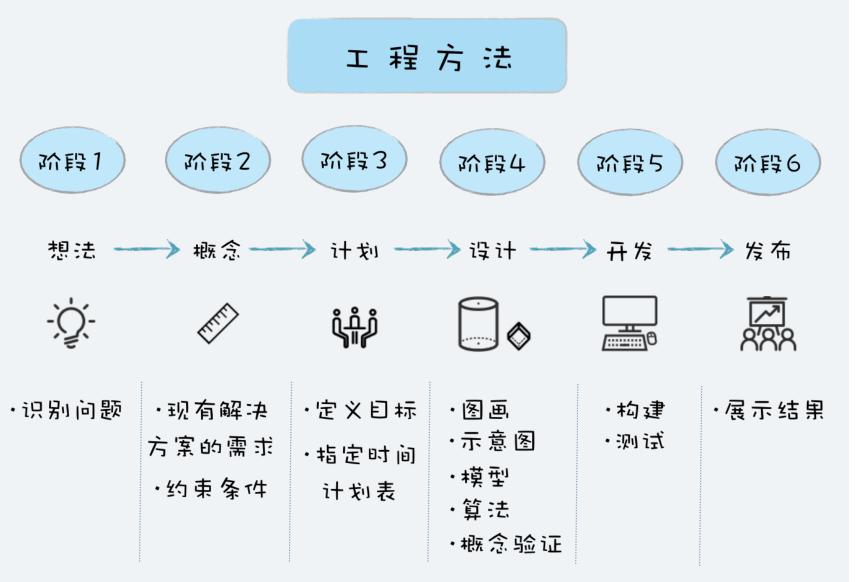 工程方法
阶段1
阶段2
阶段3
阶段4
阶段5
阶段6
想法
概念
计划
设计
开发
发布
·识别问题
·现有解决
方案的需求
·约束条件
·定义目标
·指定时间
计划表
·图画
·示意图
·模型
·算法
·概念验证
·构建
·测试
·展示结果